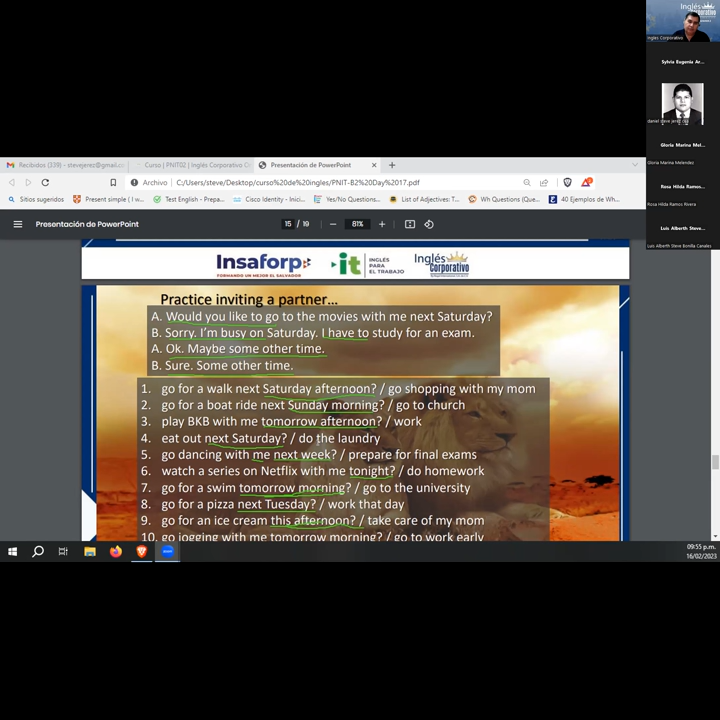 Inglés
Corporativo
Ingles Corporativo
Sylvia Eugenia Ar...
daniel steve jerez
Gloria Marina Mel...
Gloria Marina Melendez
Rosa Hilda Ramos...
Rosa Hilda Ramos Rivera
Luis Alberth Steve...
Luis Alberth Steve Bonilla Canales
Recibidos (339) - stevejerez@gmail.c
Curso | PNIT02 | Inglés Corporativo
Presentación de PowerPoint
Archivo C:/Users/steve/Desktop/curso%20de%20ingles/PNIT-B2%20Day%2017.pdf
Sitios sugeridos Present simple ( I w... Test English - Prepa... Cisco Identity - Inici... Yes/No Questions... List of Adjectives: T... Wh Questions (Que... 40 Ejemplos de Wh...
Presentación de PowerPoint 15 / 19 81%
Insaforp
FORMANDO UN MEJOR EL SALVADOR
it INGLÉS PARA EL TRABAJO
Inglés Corporativo
Practice inviting a partner...
A. Would you like to go to the movies with me next Saturday?
B. Sorry. I'm busy on Saturday. I have to study for an exam.
A. Ok. Maybe some other time.
B. Sure. Some other time.
1. go for a walk next Saturday afternoon? / go shopping with my mom
2. go for a boat ride next Sunday morning? / go to church
3. play BKB with me tomorrow afternoon? / work
4. eat out next Saturday? / do the laundry
5. go dancing with me next week? / prepare for final exams
6. watch a series on Netflix with me tonight? / do homework
7. go for a swim tomorrow morning? / go to the university
8. go for a pizza next Tuesday? / work that day
9. go for an ice cream this afternoon? / take care of my mom
10. go jogging with me tomorrow morning? / go to work early
09:55 p.m.
16/02/2023